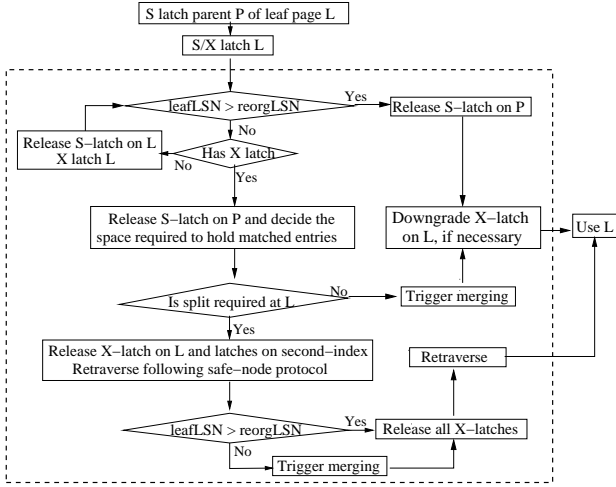 S latch parent P of leaf page L
S/X latch L
leafLSN > reorgLSN
Yes
Release S−latch on P
No
Release S−latch on L
X latch L
No
Has X latch
Yes
Release S−latch on P and decide the
space required to hold matched entries
Downgrade X−latch
on L, if necessary
Use L
Is split required at L
No
Trigger merging
Yes
Release X−latch on L and latches on second−index
Retraverse following safe−node protocol
Retraverse
leafLSN > reorgLSN
Yes
Release all X−latches
No
Trigger merging